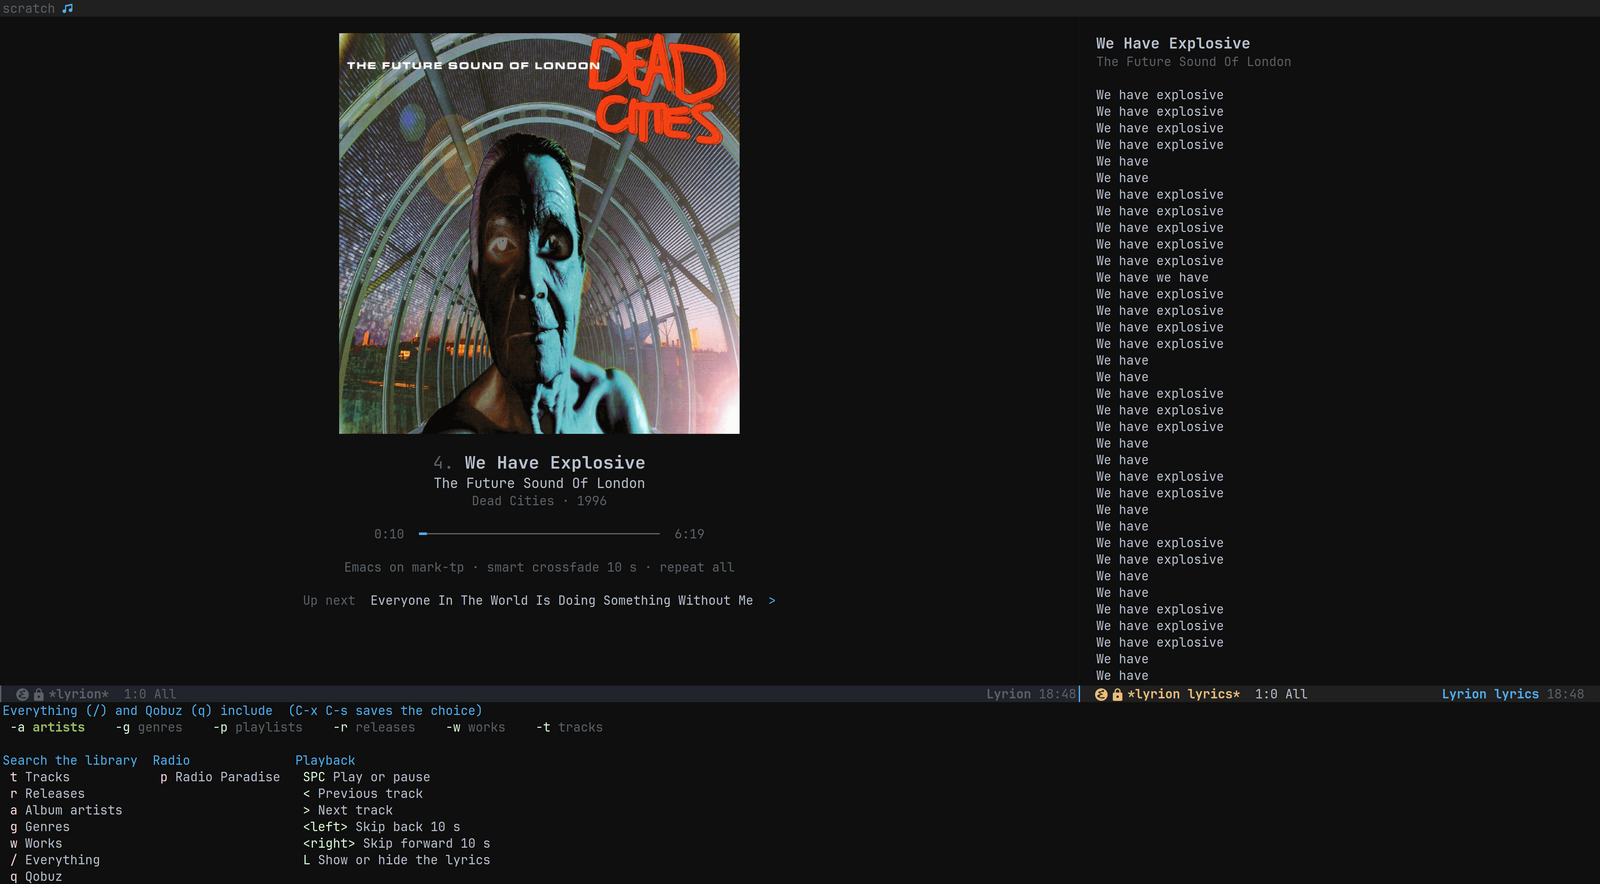 scratch
THE FUTURE SOUND OF LONDON
DEAD
CITIES
4. We Have Explosive
The Future Sound Of London
Dead Cities · 1996
0:10 6:19
Emacs on mark-tp · smart crossfade 10 s · repeat all
Up next Everyone In The World Is Doing Something Without Me >
*lyrion* 1:0 All Lyrion 18:48
We Have Explosive
The Future Sound Of London
We have explosive
We have explosive
We have explosive
We have explosive
We have
We have
We have explosive
We have explosive
We have explosive
We have explosive
We have explosive
We have we have
We have explosive
We have explosive
We have explosive
We have explosive
We have
We have
We have explosive
We have explosive
We have explosive
We have
We have
We have explosive
We have explosive
We have
We have
We have explosive
We have explosive
We have
We have
We have explosive
We have explosive
We have explosive
We have
We have
*lyrion lyrics* 1:0 All Lyrion lyrics 18:48
Everything (/) and Qobuz (q) include (C-x C-s saves the choice)
-a artists -g genres -p playlists -r releases -w works -t tracks
Search the library Radio Playback
t Tracks p Radio Paradise SPC Play or pause
r Releases < Previous track
a Album artists > Next track
g Genres <left> Skip back 10 s
w Works <right> Skip forward 10 s
/ Everything L Show or hide the lyrics
q Qobuz